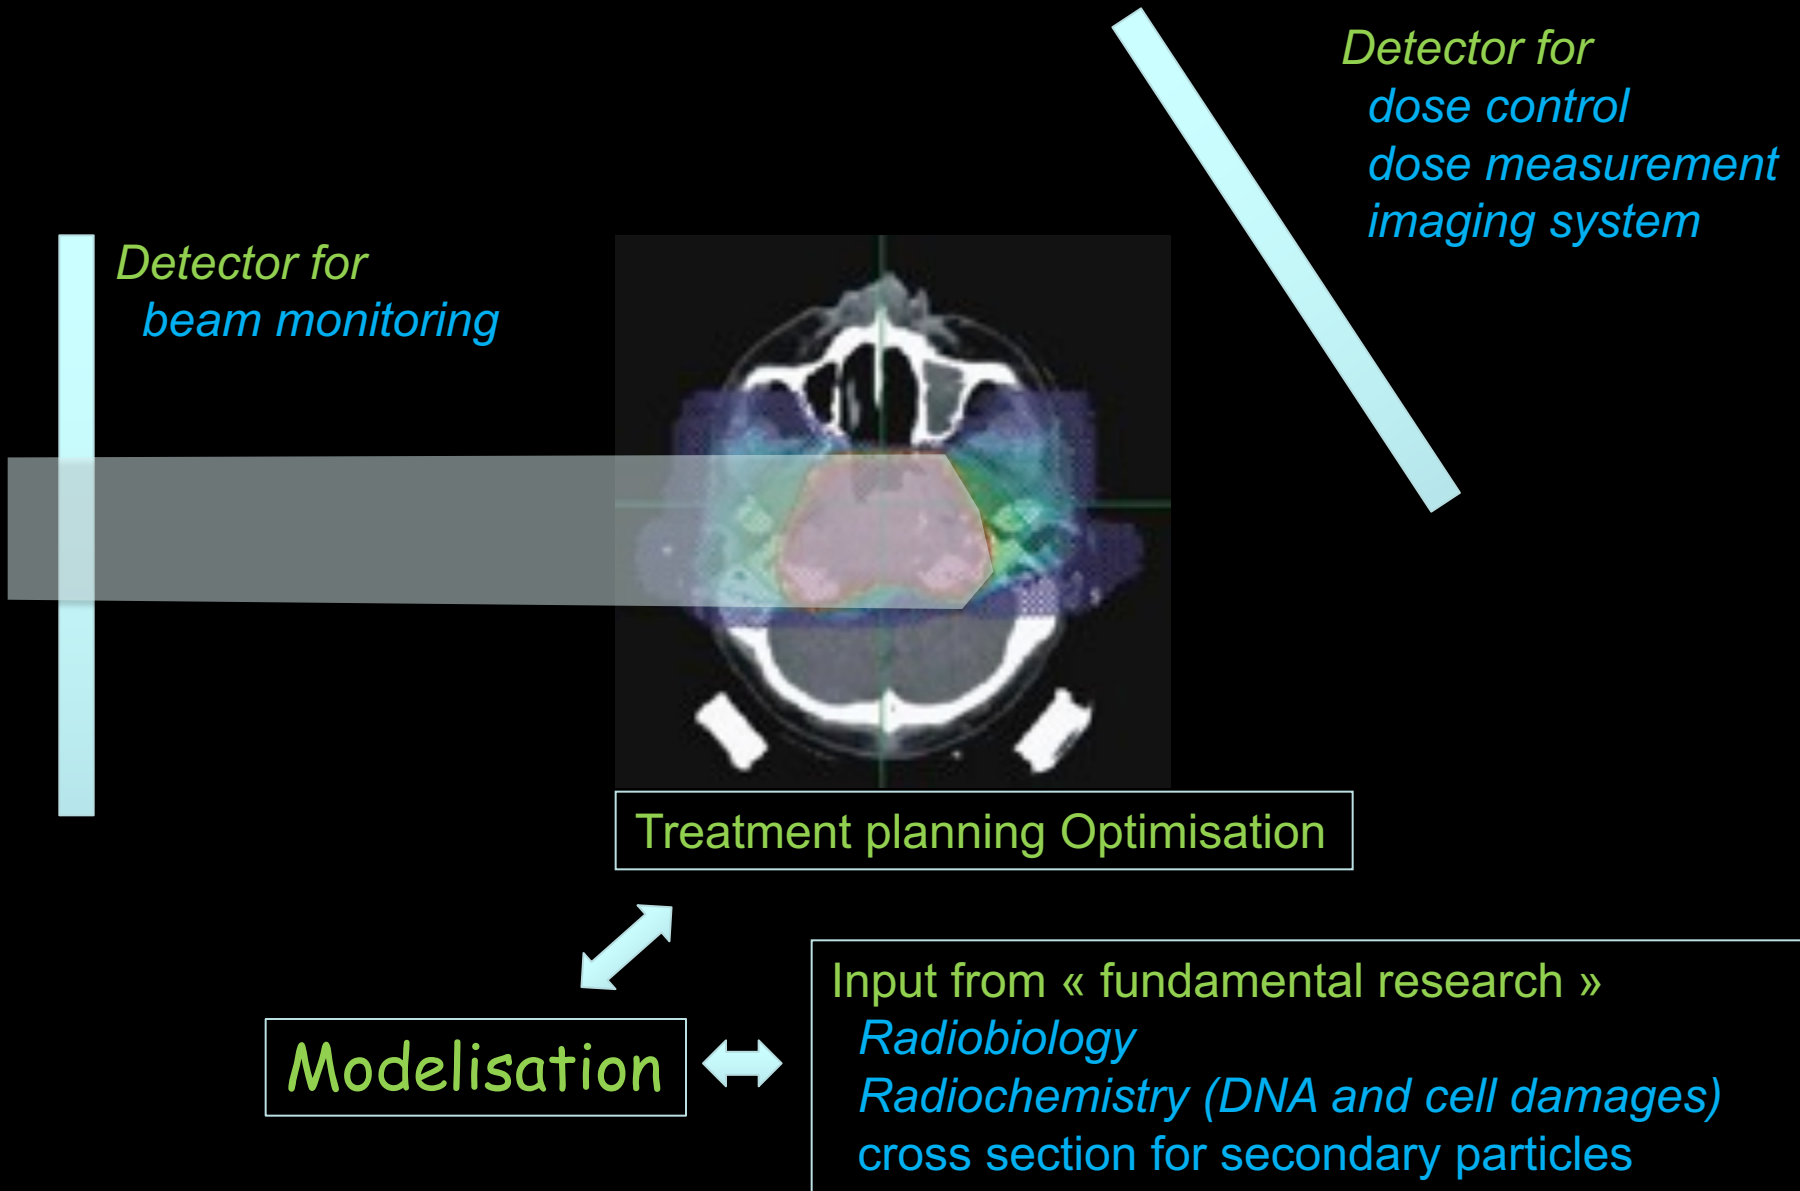 Detector for
dose control
dose measurement
imaging system
Detector for
beam monitoring
Treatment planning Optimisation
Modelisation
Input from « fundamental research »
Radiobiology
Radiochemistry (DNA and cell damages)
cross section for secondary particles